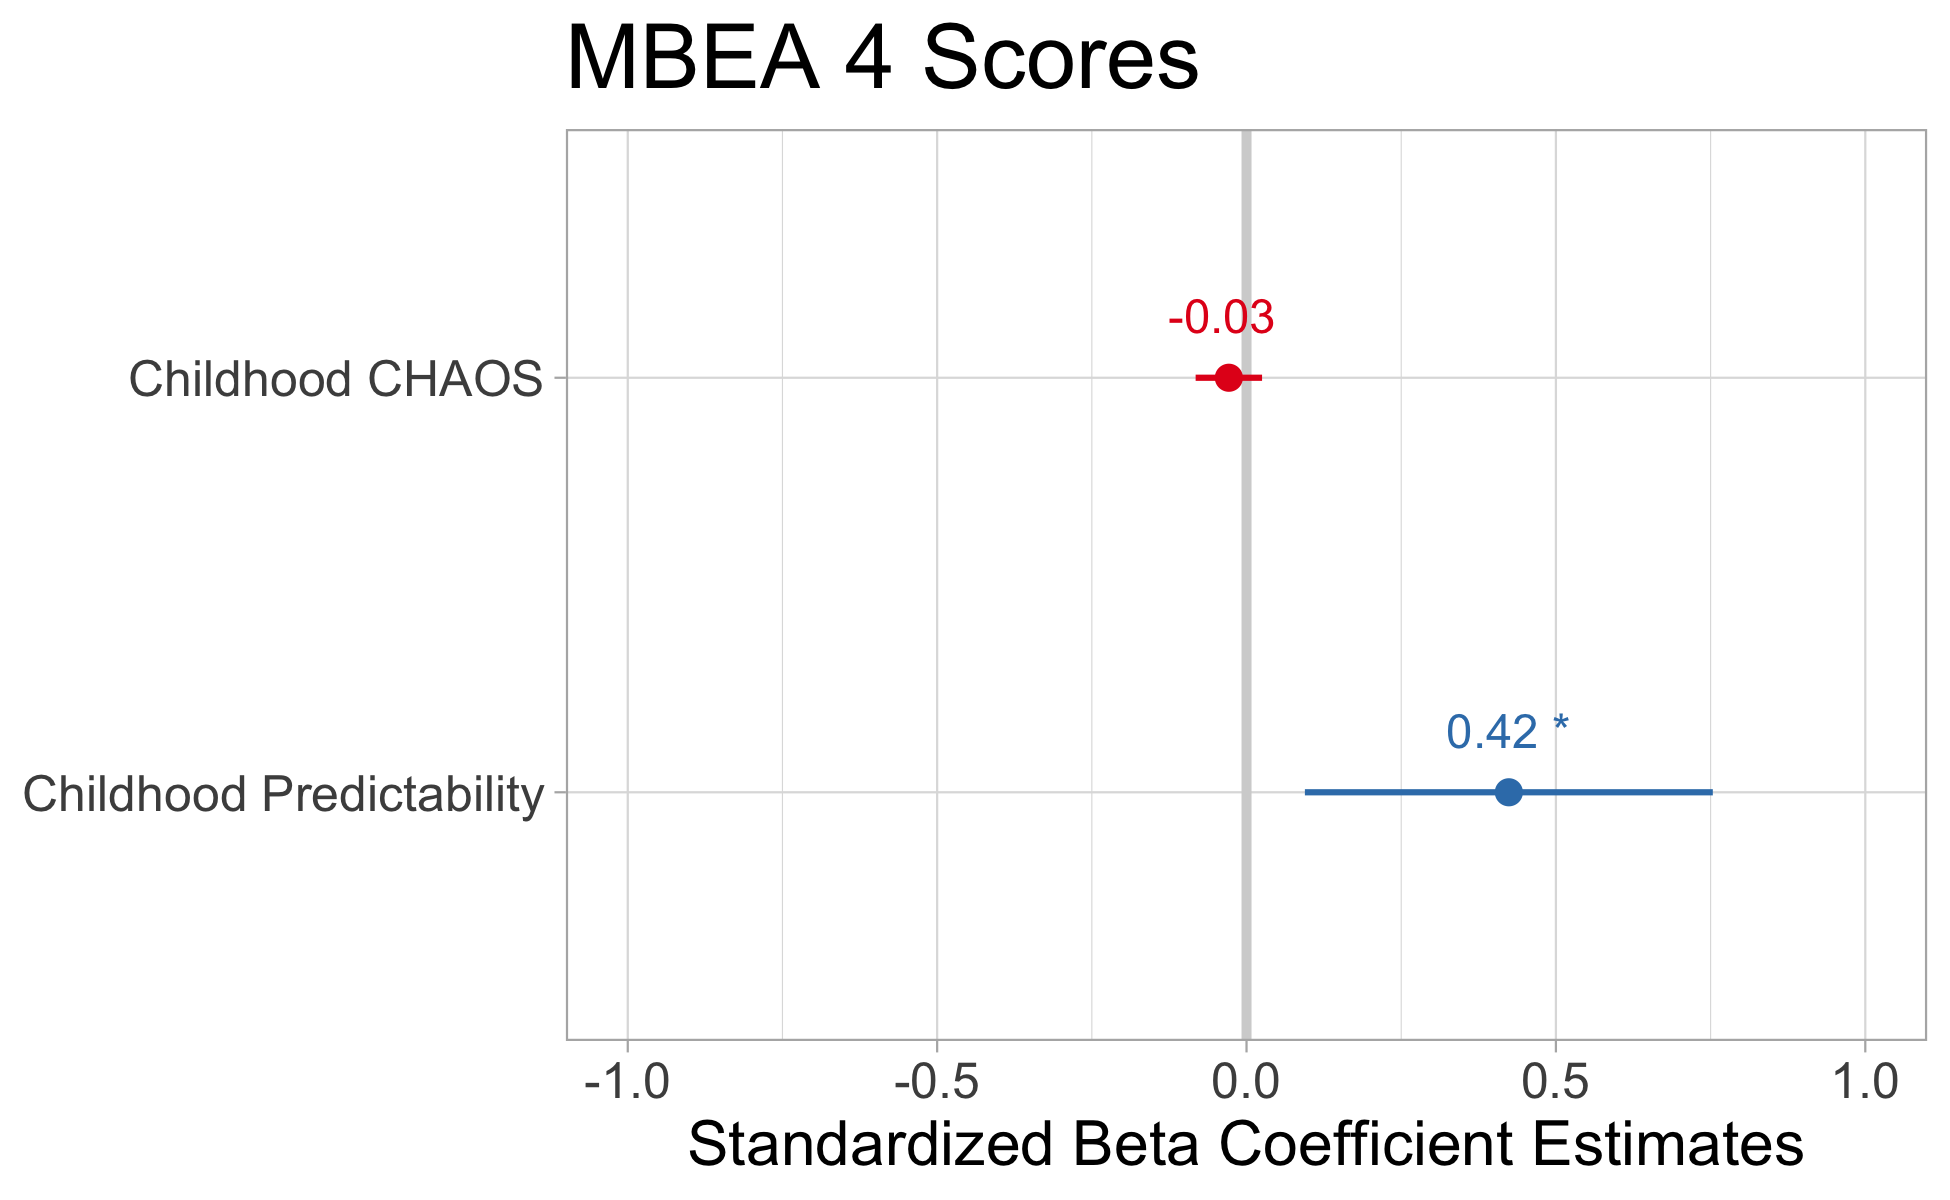 MBEA 4 Scores
-0.03
Childhood CHAOS
0.42 *
Childhood Predictability
-1.0 -0.5 0.0 0.5 1.0
Standardized Beta Coefficient Estimates